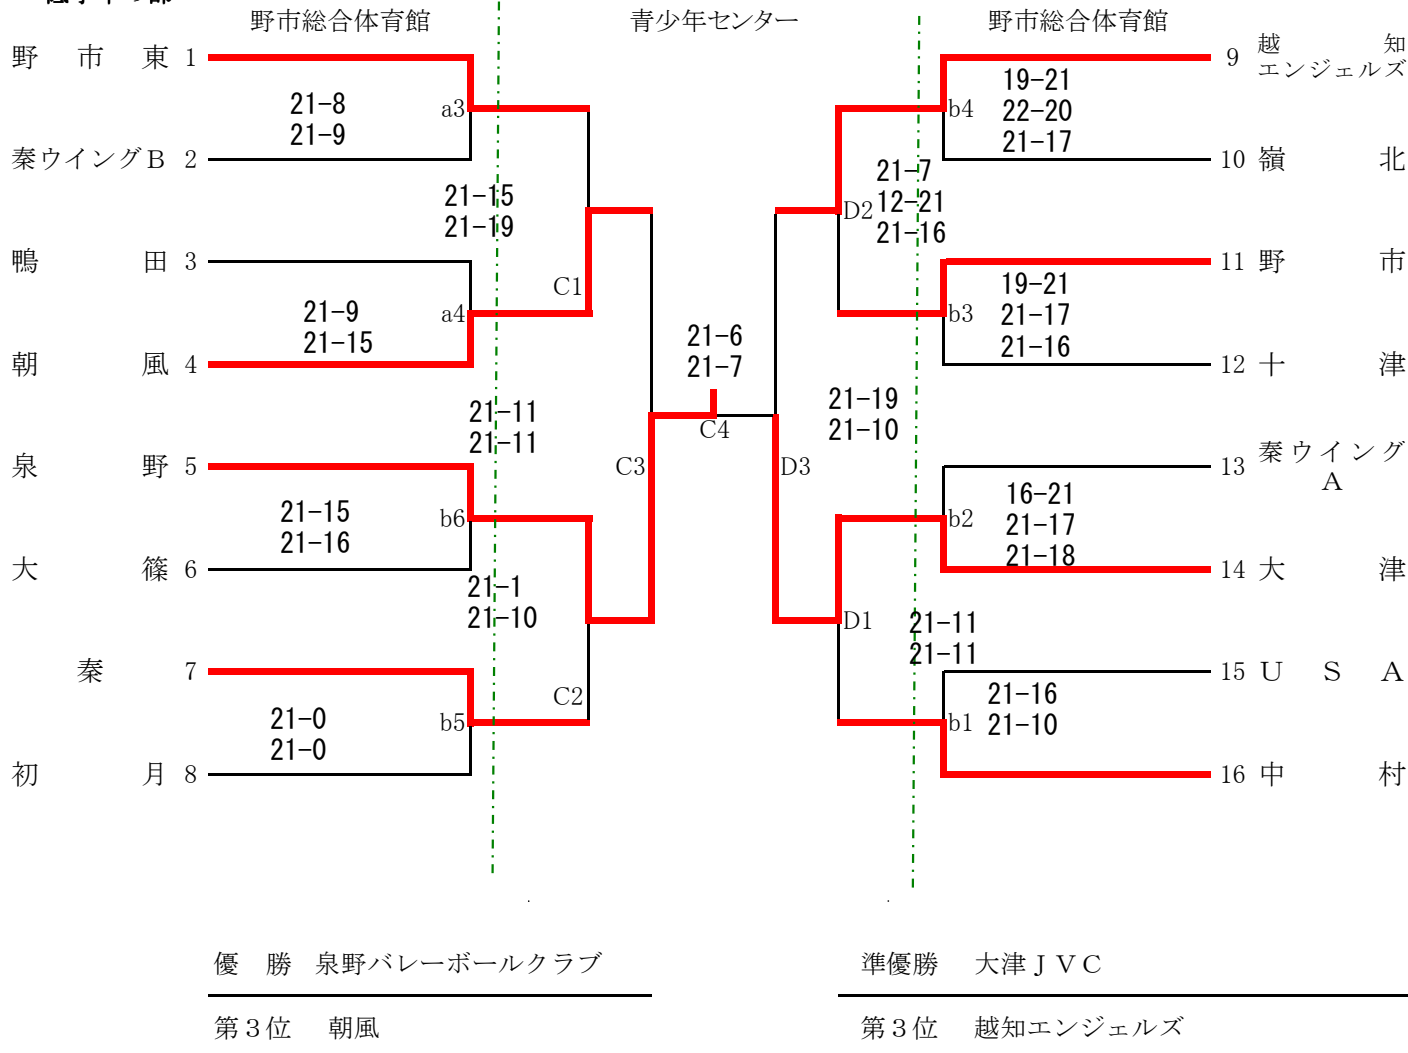 野市総合体育館 青少年センター 野市総合体育館
野市東 1
21-8
21-9
a3
秦ウイングB 2
21-15
21-19
鴨田 3
C1
21-9
21-15
a4
朝風 4
21-11
21-11
泉野 5
C3
21-15
21-16
b6
大篠 6
21-1
21-10
秦 7
C2
21-0
21-0
b5
初月 8
21-6
21-7
C4
9 越知エンジェルズ
19-21
22-20
21-17
b4
10 嶺北
21-7
12-21
21-16
D2
11 野市
19-21
21-17
21-16
b3
12 十津
21-19
21-10
D3
13 秦ウイングA
16-21
21-17
21-18
b2
14 大津
D1
21-11
21-11
15 USA
21-16
21-10
b1
16 中村
優 勝 泉野バレーボールクラブ
準優勝 大津JVC
第3位 朝風
第3位 越知エンジェルズ